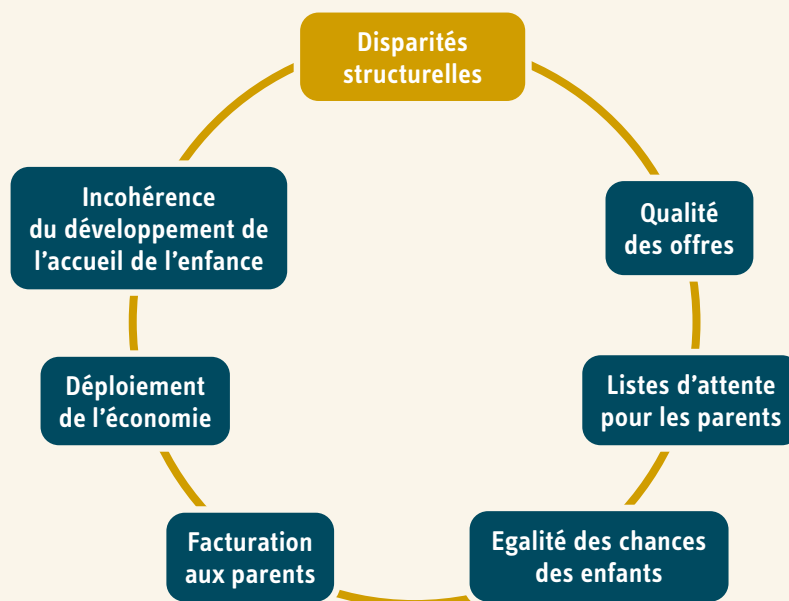 Disparités
structurelles
Qualité
des offres
Listes d'attente
pour les parents
Egalité des chances
des enfants
Facturation
aux parents
Déploiement
de l'économie
Incohérence
du développement de
l'accueil de l'enfance